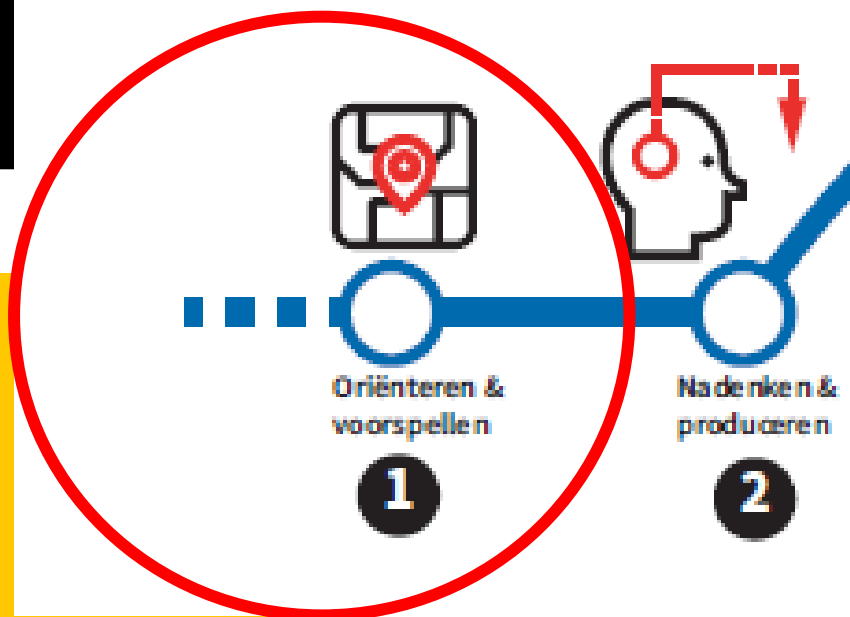 Oriënteren &
voorspellen
1
Nadenken &
produceren
2